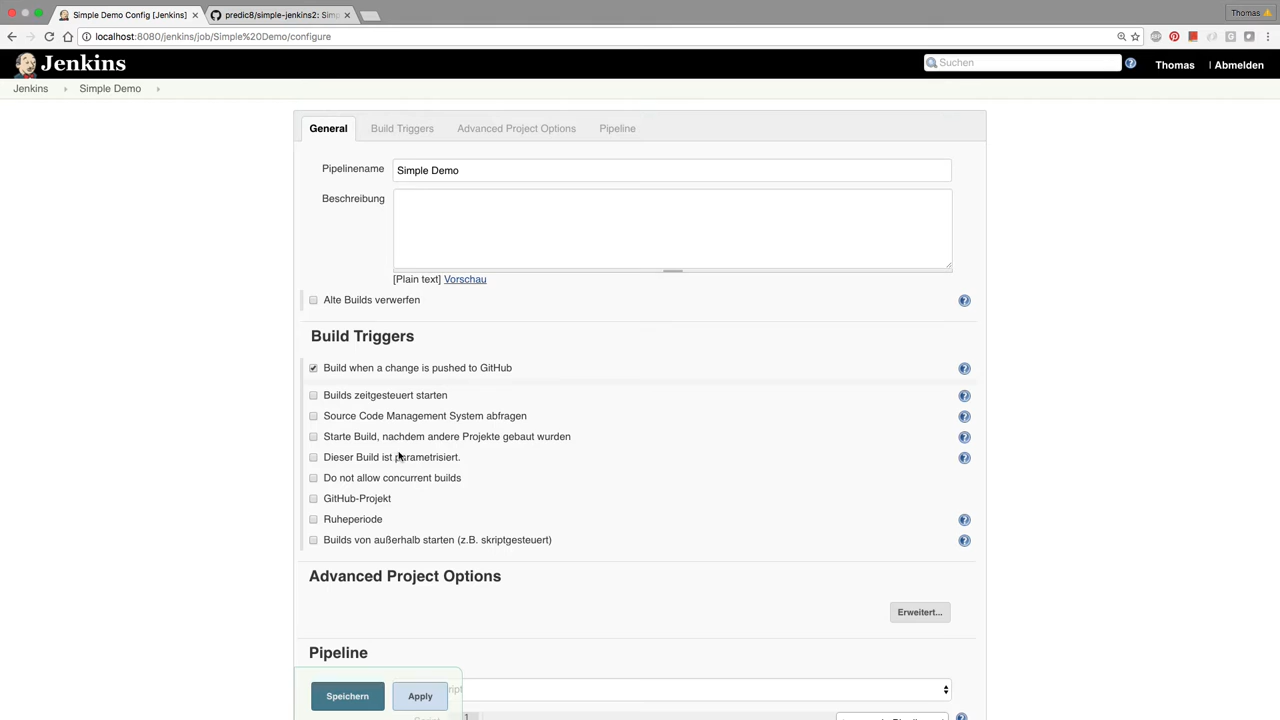 Simple Demo Config [Jenkins]
predic8/simple-jenkins2: Sim
Thomas
localhost:8080/jenkins/job/Simple%20Demo/configure
Jenkins
Suchen
Thomas
| Abmelden
Jenkins
Simple Demo
General
Build Triggers
Advanced Project Options
Pipeline
Pipelinename
Simple Demo
Beschreibung
[Plain text] Vorschau
Alte Builds verwerfen
Build Triggers
Build when a change is pushed to GitHub
Builds zeitgesteuert starten
Source Code Management System abfragen
Starte Build, nachdem andere Projekte gebaut wurden
Dieser Build ist parametrisiert.
Do not allow concurrent builds
GitHub-Projekt
Ruheperiode
Builds von außerhalb starten (z.B. skriptgesteuert)
Advanced Project Options
Erweitert...
Pipeline
Speichern
Apply
1